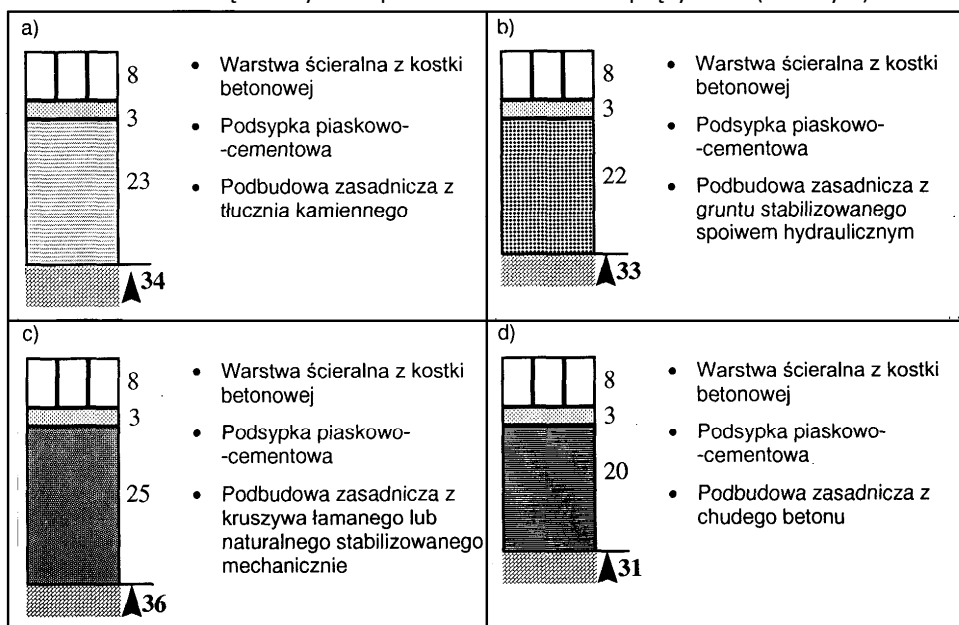 a)
8
3
23
34
• Warstwa ścieralna z kostki
betonowej
• Podsypka piaskowo-
-cementowa
• Podbudowa zasadnicza z
tłucznia kamiennego
b)
8
3
22
33
• Warstwa ścieralna z kostki
betonowej
• Podsypka piaskowo-
-cementowa
• Podbudowa zasadnicza z
gruntu stabilizowanego
spoiwem hydraulicznym
c)
8
3
25
36
• Warstwa ścieralna z kostki
betonowej
• Podsypka piaskowo-
-cementowa
• Podbudowa zasadnicza z
kruszywa łamanego lub
naturalnego stabilizowanego
mechanicznie
d)
8
3
20
31
• Warstwa ścieralna z kostki
betonowej
• Podsypka piaskowo-
-cementowa
• Podbudowa zasadnicza z
chudego betonu